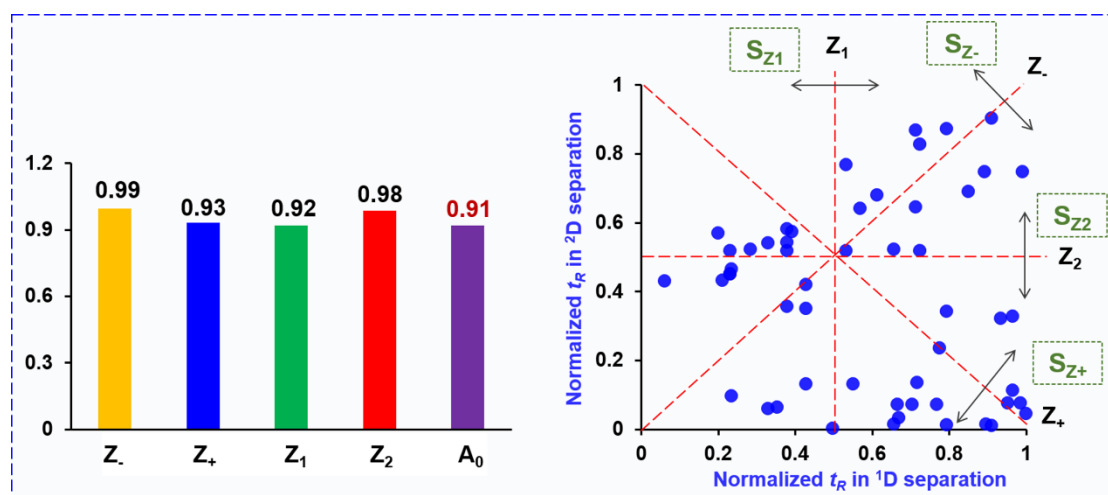 1.2
0.9
0.6
0.3
0
0.99
0.93
0.92
0.98
0.91
Z-
Z+
Z1
Z2
A0
SZ1
Z1
SZ-
Z-
SZ2
Z2
SZ+
Z+
1
0.8
0.6
0.4
0.2
0
0
0.2
0.4
0.6
0.8
1
Normalized tR in 2D separation
Normalized tR in 1D separation